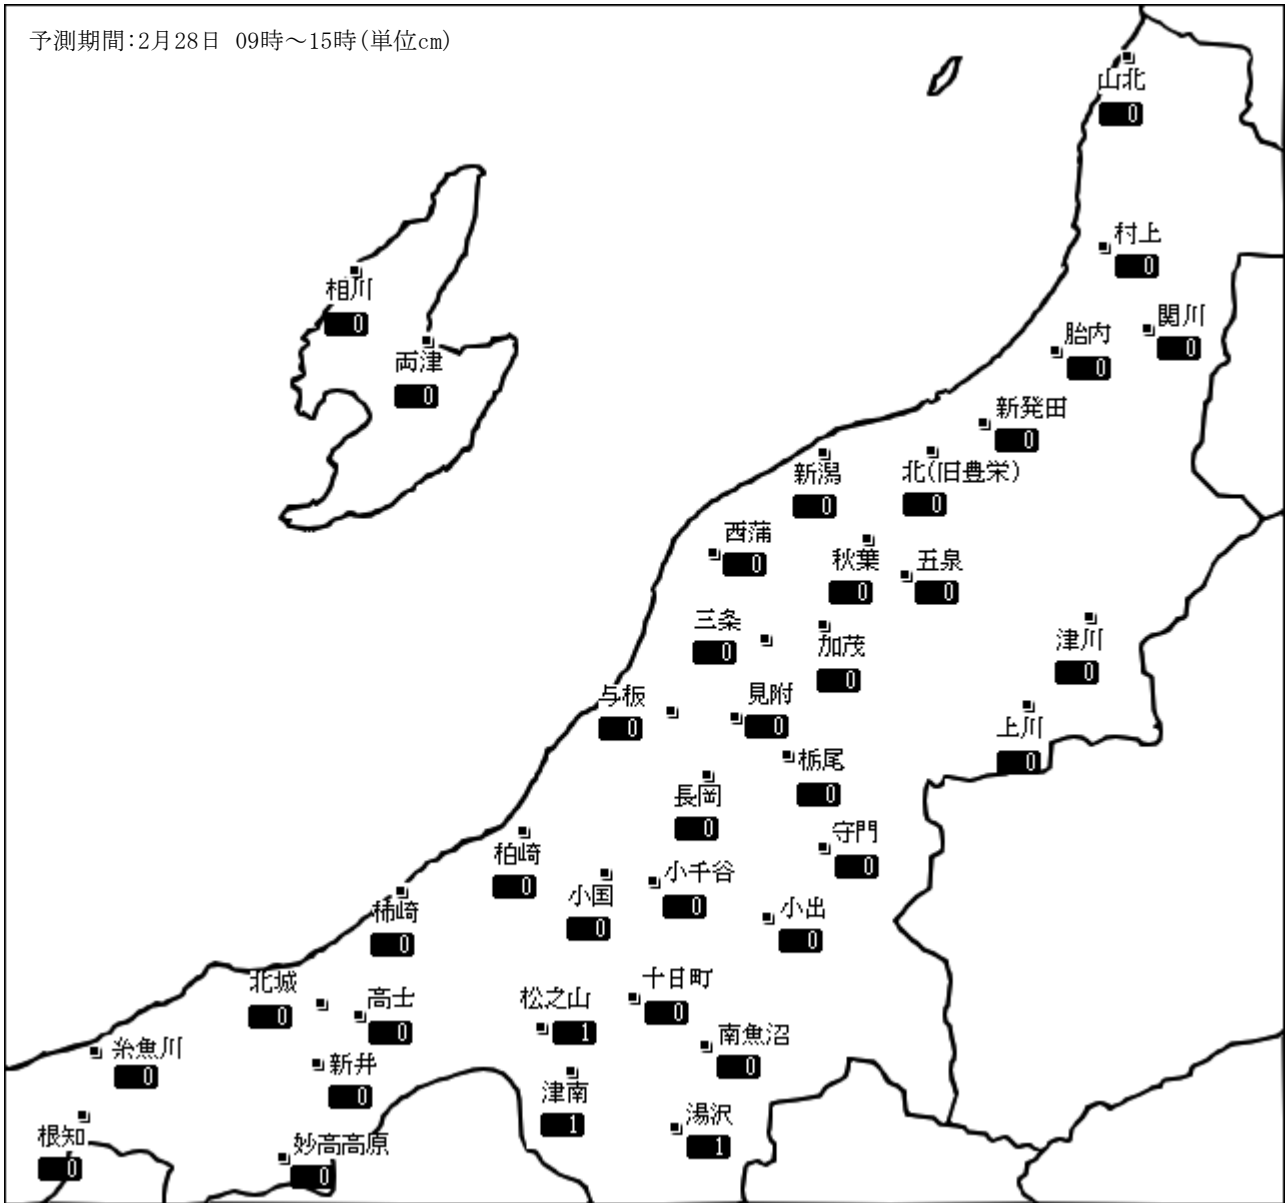 予測期間:2月28日 09時～15時(単位cm)
山北
0
村上
0
関川
0
胎内
0
相川
0
両津
0
新発田
0
新潟
0
北(旧豊栄)
0
西蒲
0
秋葉
0
五泉
0
三条
0
加茂
0
津川
0
与板
0
見附
0
上川
0
栃尾
0
長岡
0
守門
0
柏崎
0
小国
0
小千谷
0
小出
0
柿崎
0
北城
0
高士
0
松之山
1
十日町
0
南魚沼
0
糸魚川
0
新井
0
津南
1
湯沢
1
根知
0
妙高高原
0